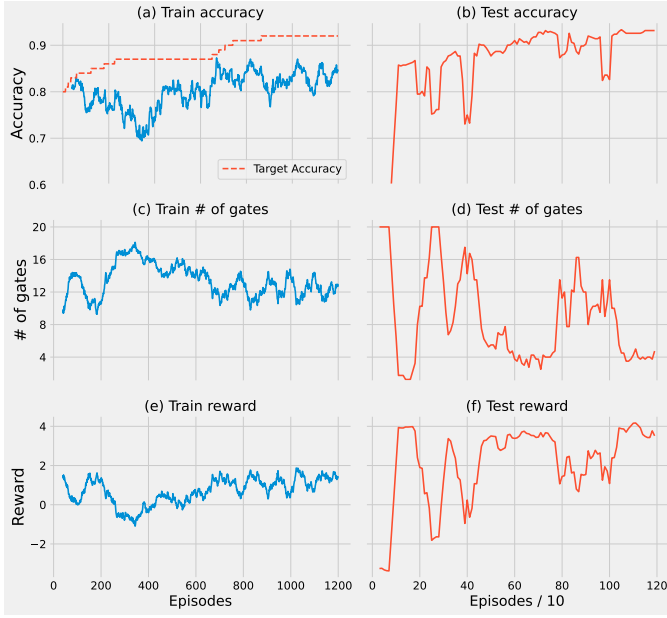 (a) Train accuracy
(b) Test accuracy
Accuracy
0.9
0.8
0.7
0.6
Target Accuracy
(c) Train # of gates
(d) Test # of gates
# of gates
20
16
12
8
4
(e) Train reward
(f) Test reward
Reward
4
2
0
−2
0 200 400 600 800 1000 1200
0 20 40 60 80 100 120
Episodes
Episodes / 10